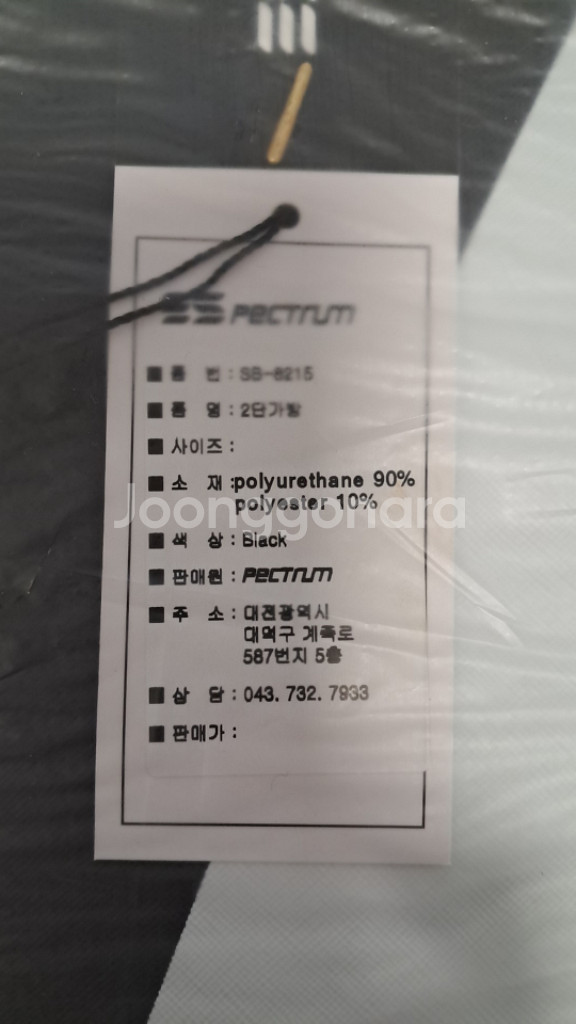 PECTRUM
■ 품 번 : SB-8215
■ 품 명 : 2단가방
■ 사이즈 :
■ 소 재 :polyurethane 90%
polyester 10%
Joonggonara
■ 색 상 : Black
■ 판매원 : PECTRUM
■ 주 소 : 대전광역시
대덕구 계족로
587번지 5층
■ 상 담 : 043. 732. 7933
■ 판매가 :